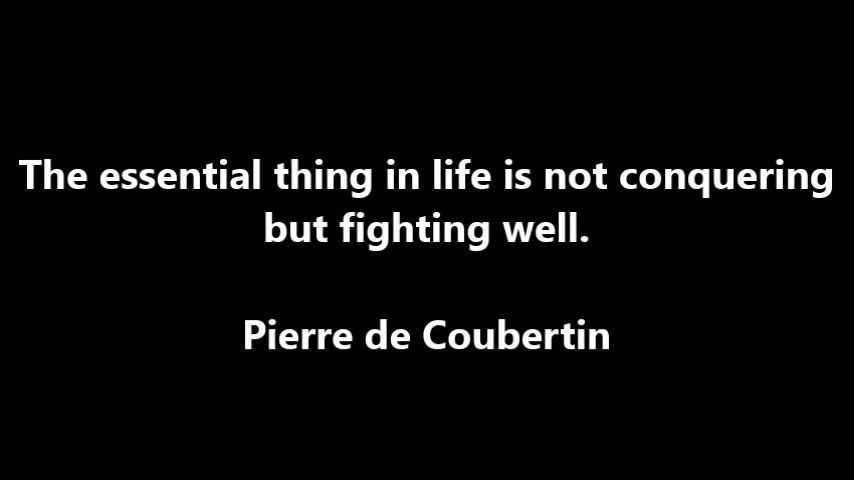 The essential thing in life is not conquering
but fighting well.
Pierre de Coubertin